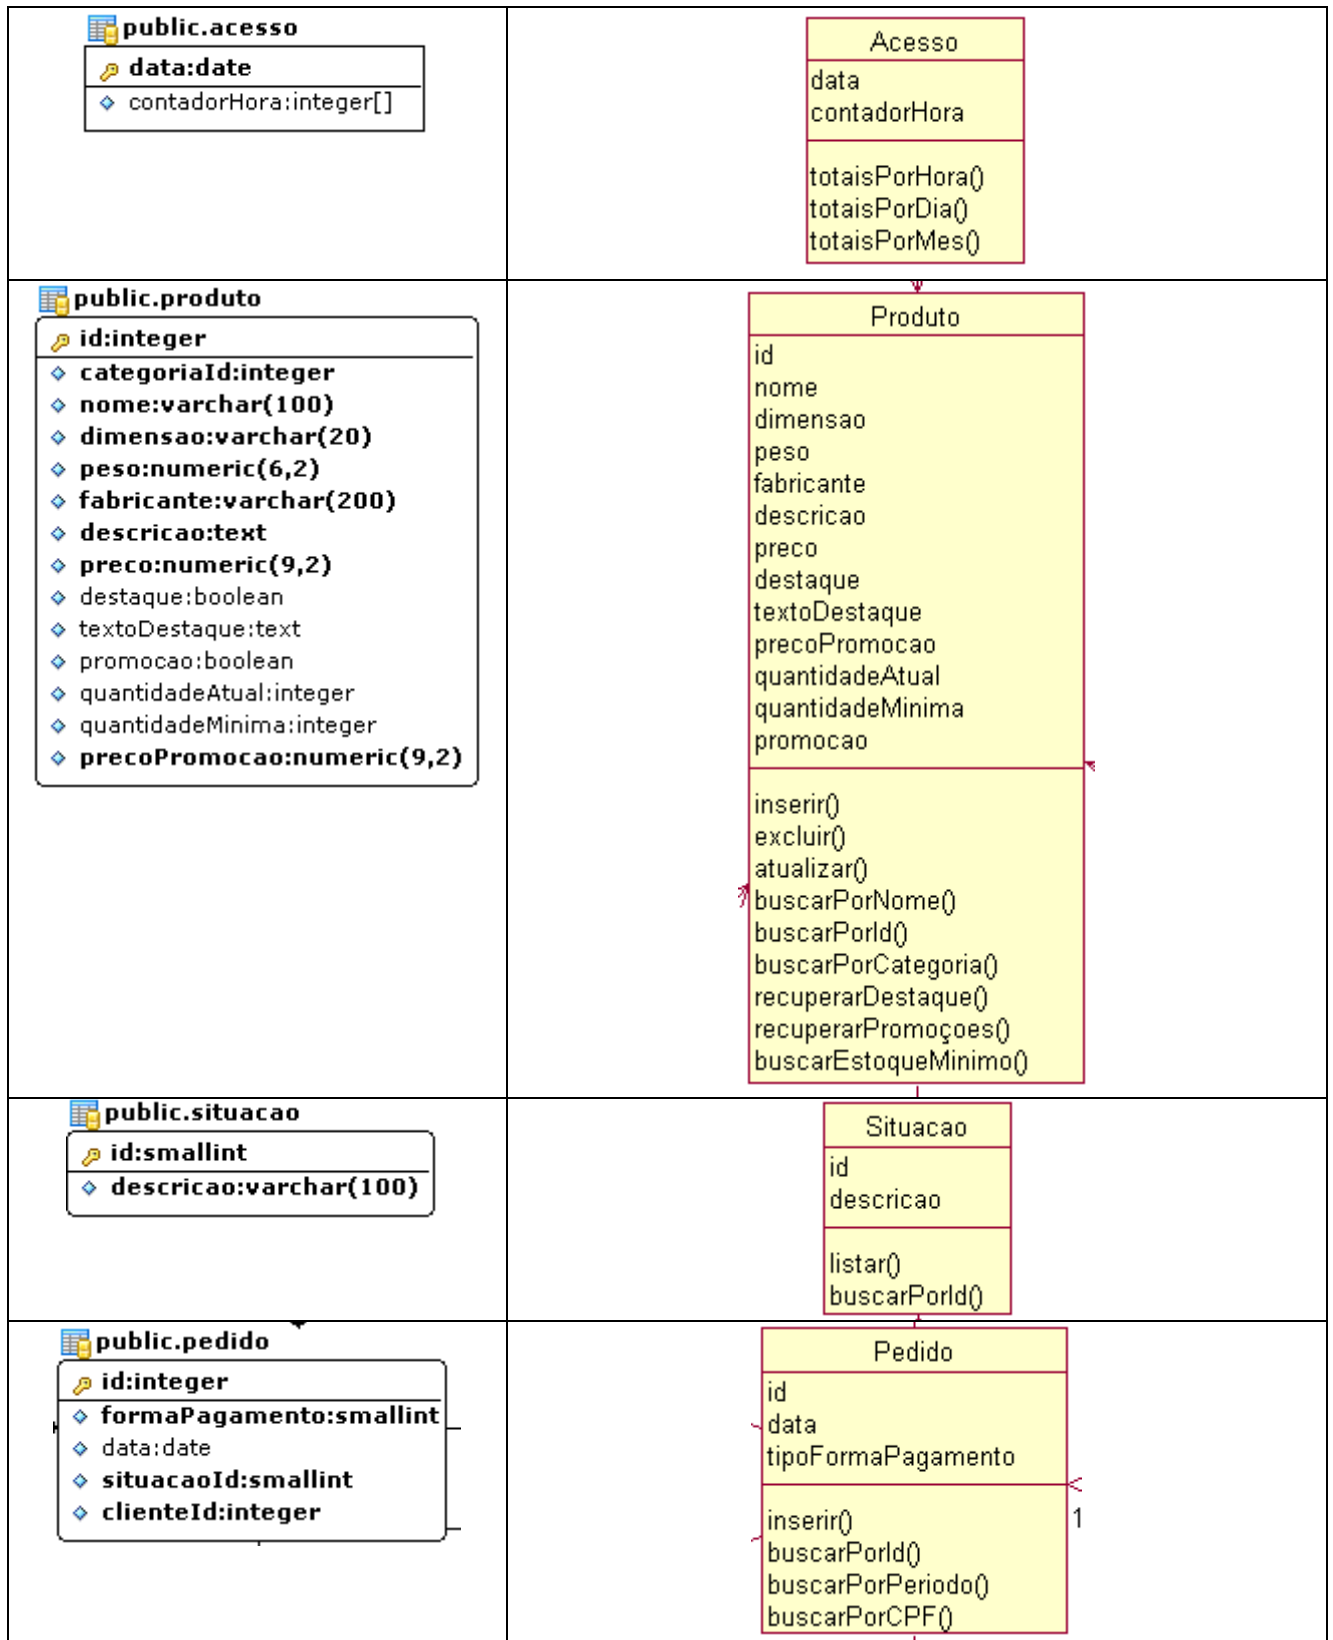 public.acesso
data:date
contadorHora:integer[]
Acesso
data
contadorHora
totaisPorHora()
totaisPorDia()
totaisPorMes()
public.produto
id:integer
categoriaId:integer
nome:varchar(100)
dimensao:varchar(20)
peso:numeric(6,2)
fabricante:varchar(200)
descricao:text
preco:numeric(9,2)
destaque:boolean
textoDestaque:text
promocao:boolean
quantidadeAtual:integer
quantidadeMinima:integer
precoPromocao:numeric(9,2)
Produto
id
nome
dimensao
peso
fabricante
descricao
preco
destaque
textoDestaque
precoPromocao
quantidadeAtual
quantidadeMinima
promocao
inserir()
excluir()
atualizar()
buscarPorNome()
buscarPorId()
buscarPorCategoria()
recuperarDestaque()
recuperarPromoçoes()
buscarEstoqueMinimo()
public.situacao
id:smallint
descricao:varchar(100)
Situacao
id
descricao
listar()
buscarPorId()
public.pedido
id:integer
formaPagamento:smallint
data:date
situacaoId:smallint
clienteId:integer
Pedido
id
data
tipoFormaPagamento
1
inserir()
buscarPorId()
buscarPorPeriodo()
buscarPorCPF()